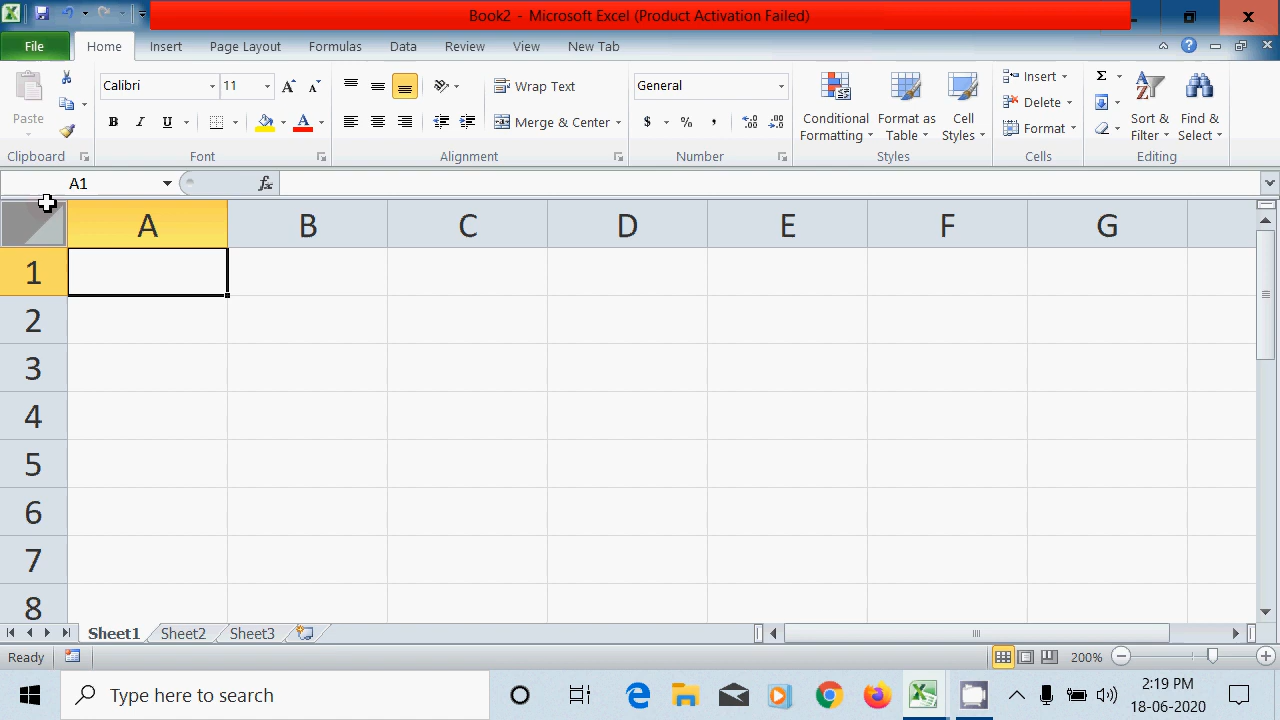 Book2 - Microsoft Excel (Product Activation Failed)
File Home Insert Page Layout Formulas Data Review View New Tab
Paste
Calibri 11
B I U
Wrap Text
Merge & Center
General
$ % ,
Conditional Formatting
Format as Table
Cell Styles
Insert
Delete
Format
Σ
Sort & Filter
Find & Select
Clipboard Font Alignment Number Styles Cells Editing
A1 fx
A B C D E F G
1
2
3
4
5
6
7
8
Sheet1 Sheet2 Sheet3
Ready 200%
Type here to search
2:19 PM
18-06-2020